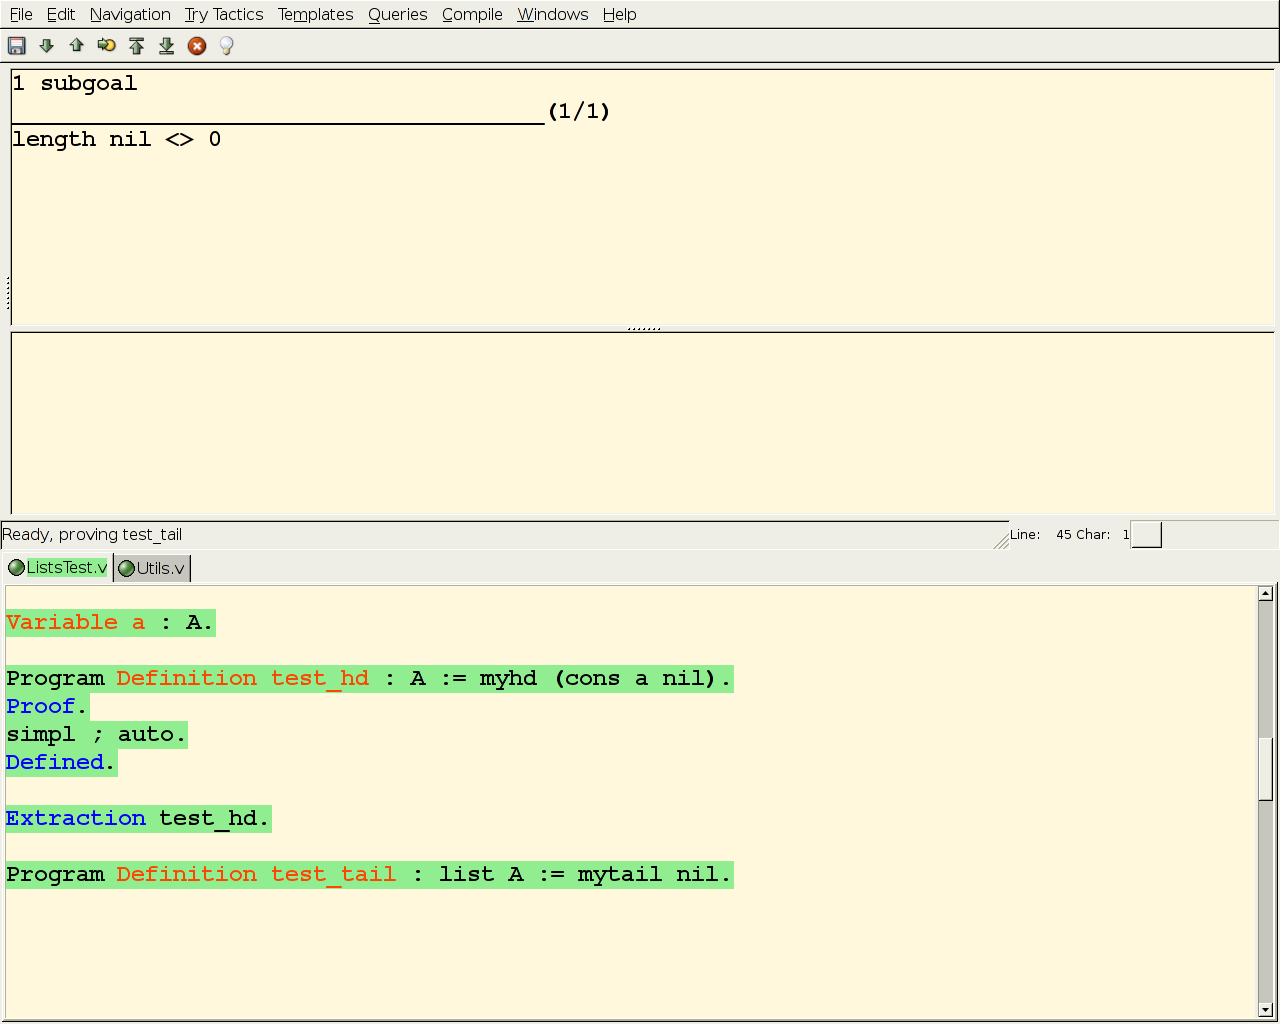 File Edit Navigation Try Tactics Templates Queries Compile Windows Help
1 subgoal
______________________________________(1/1)
length nil <> 0
Ready, proving test_tail
Line: 45 Char: 1
ListsTest.v Utils.v
Variable a : A.
Program Definition test_hd : A := myhd (cons a nil).
Proof.
simpl ; auto.
Defined.
Extraction test_hd.
Program Definition test_tail : list A := mytail nil.